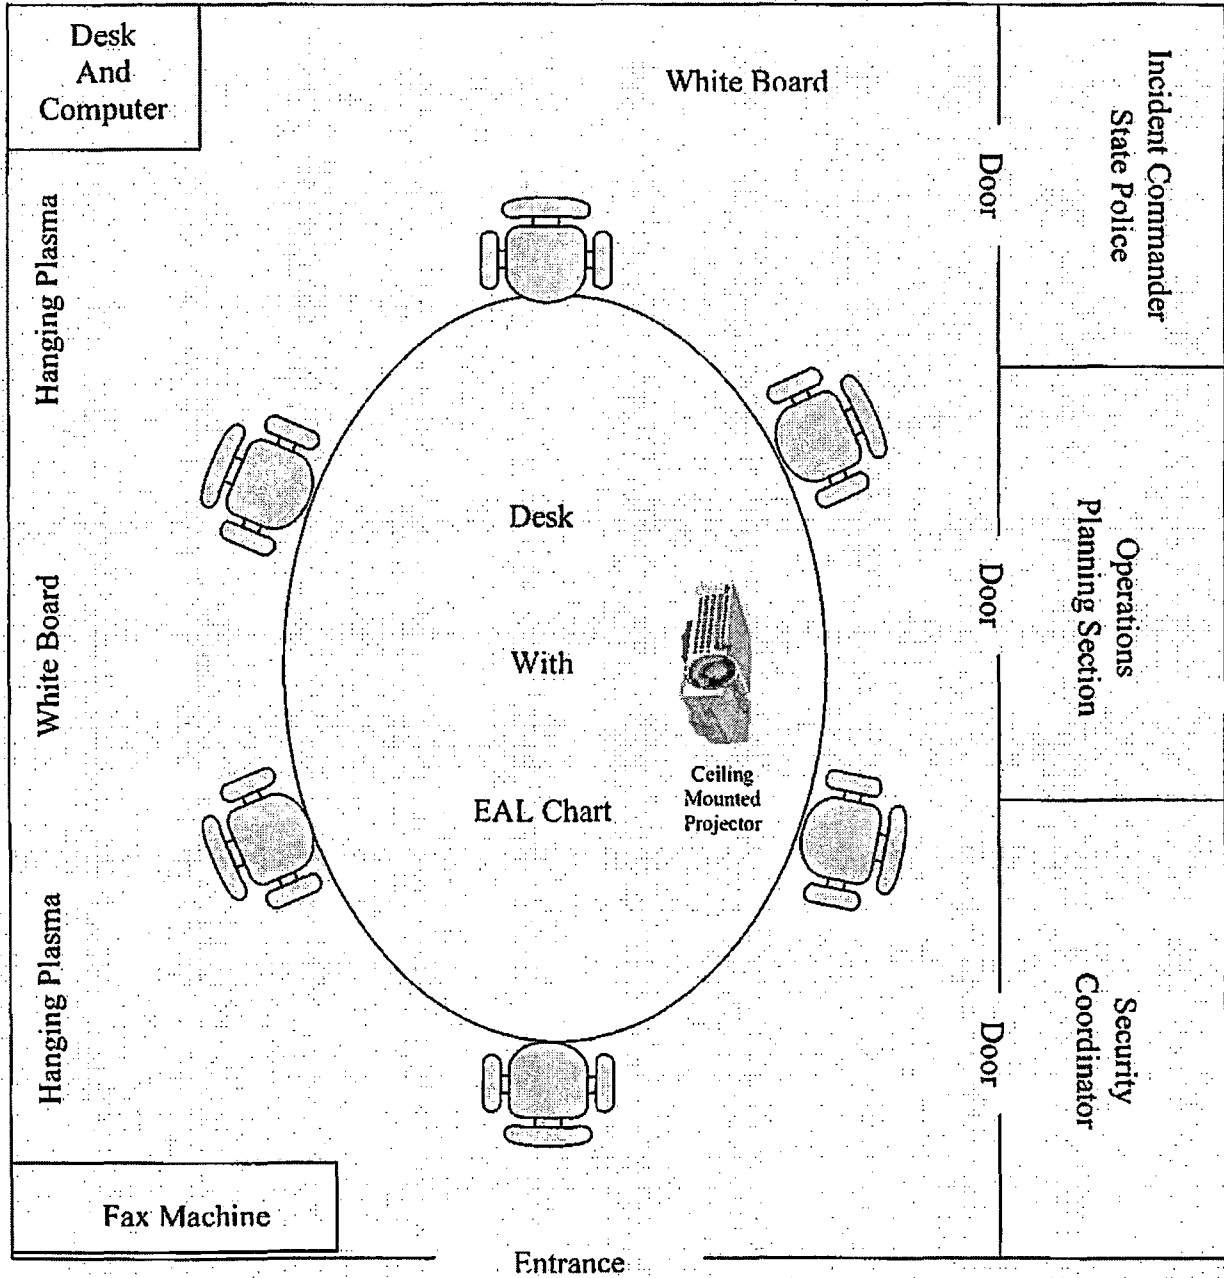 Desk
And
Computer
White Board
Incident Commander
State Police
Door
Hanging Plasma
Desk
With
EAL Chart
Ceiling
Mounted
Projector
Door
Operations
Planning Section
White Board
Hanging Plasma
Door
Security
Coordinator
Fax Machine
Entrance